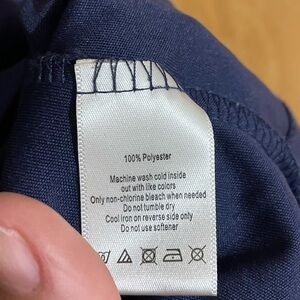 100% Polyester
Machine wash cold inside
out with like colors
Only non-chlorine bleach when needed
Do not tumble dry
Cool iron on reverse side only
Do not use softener